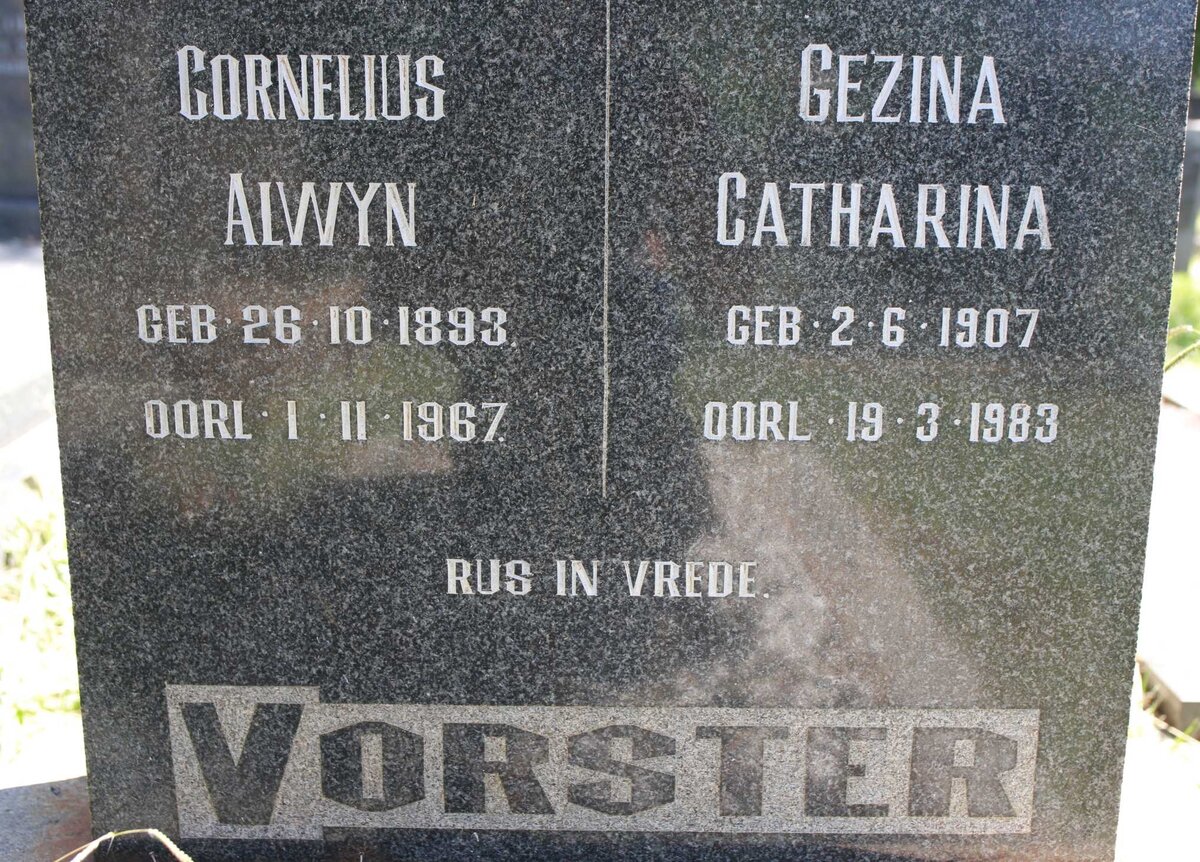 CORNELIUS
ALWYN
GEB · 26 · 10 · 1893.
OORL · 1 · 11 · 1967.
GEZINA
CATHARINA
GEB · 2 · 6 · 1907
OORL · 19 · 3 · 1983
RUS IN VREDE.
VORSTER